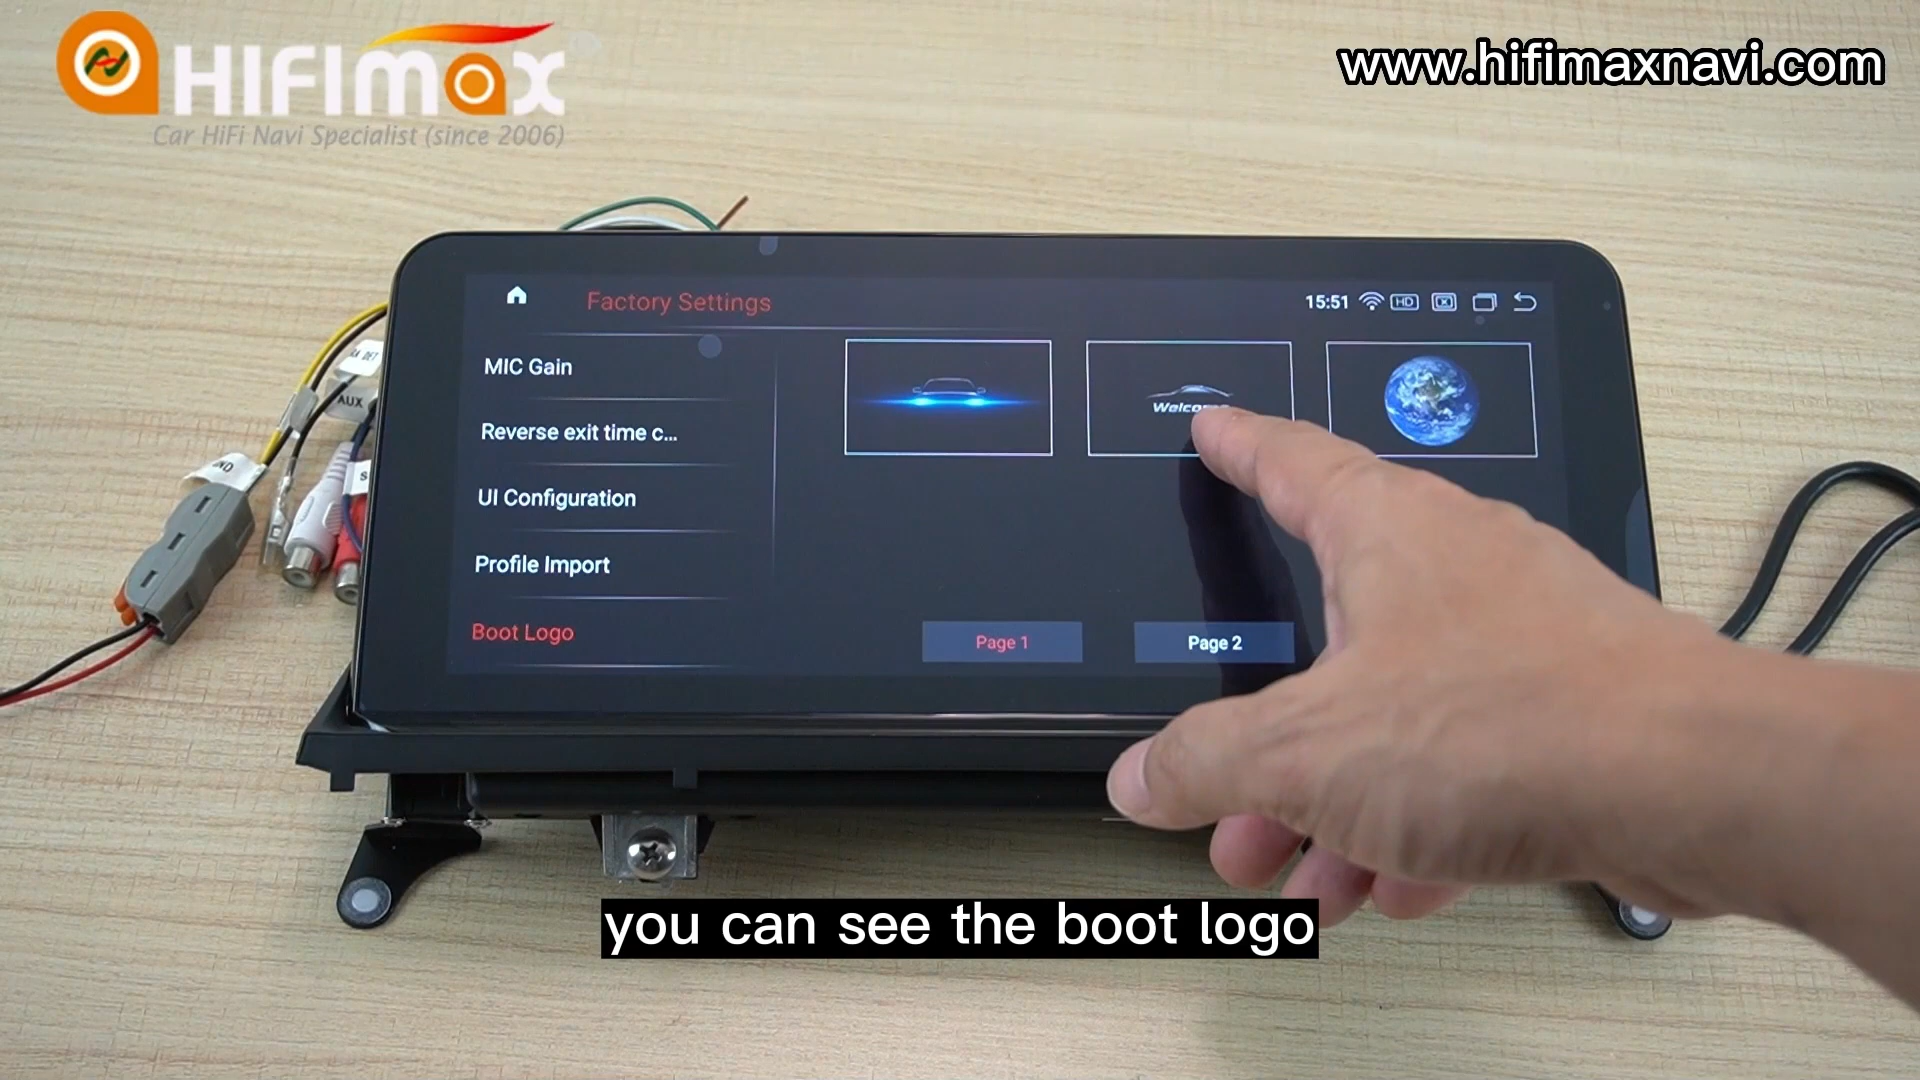 HIFIMAX
Car HiFi Navi Specialist (since 2006)
www.hifimaxnavi.com
Factory Settings
15:51
HD
MIC Gain
Reverse exit time c...
UI Configuration
Profile Import
Boot Logo
Page 1
Page 2
AUX
you can see the boot logo